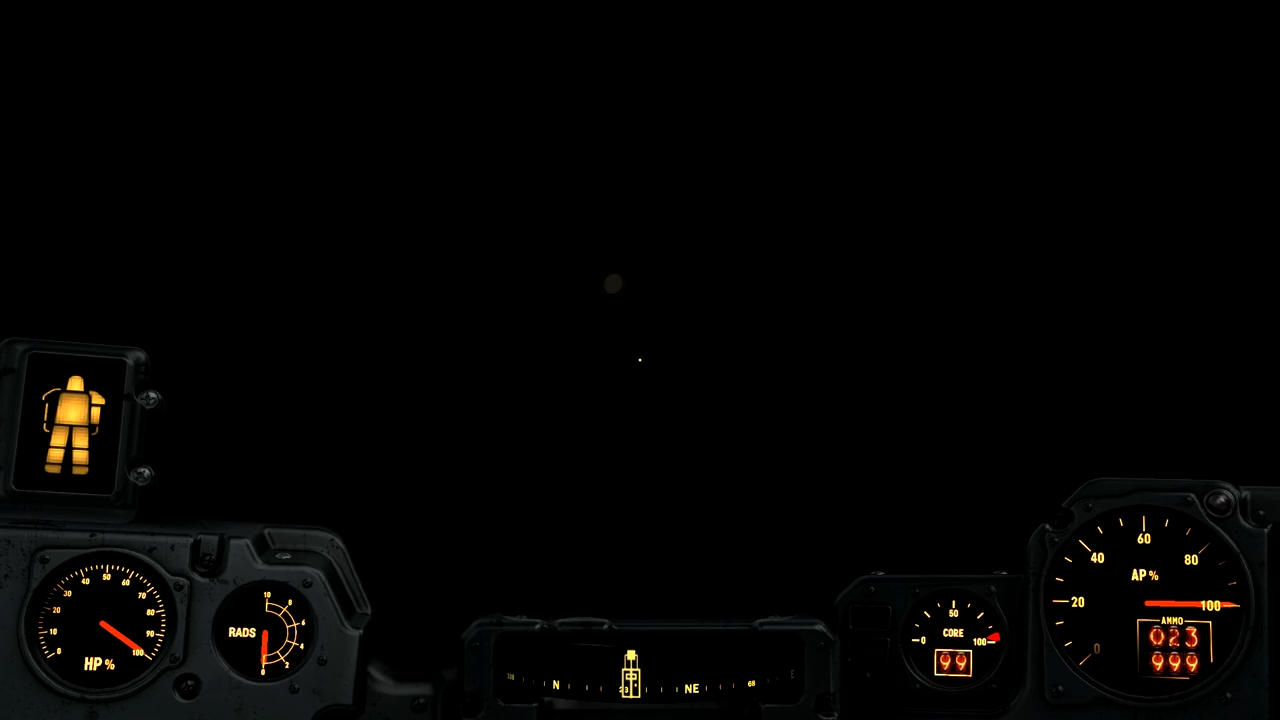 0 10 20 30 40 50 60 70 80 90 100
HP %
RADS
0 2 4 6 8 10
N NE 68 E
0 50 100
CORE
99
0 20 40 60 80 100
AP %
AMMO
023
999